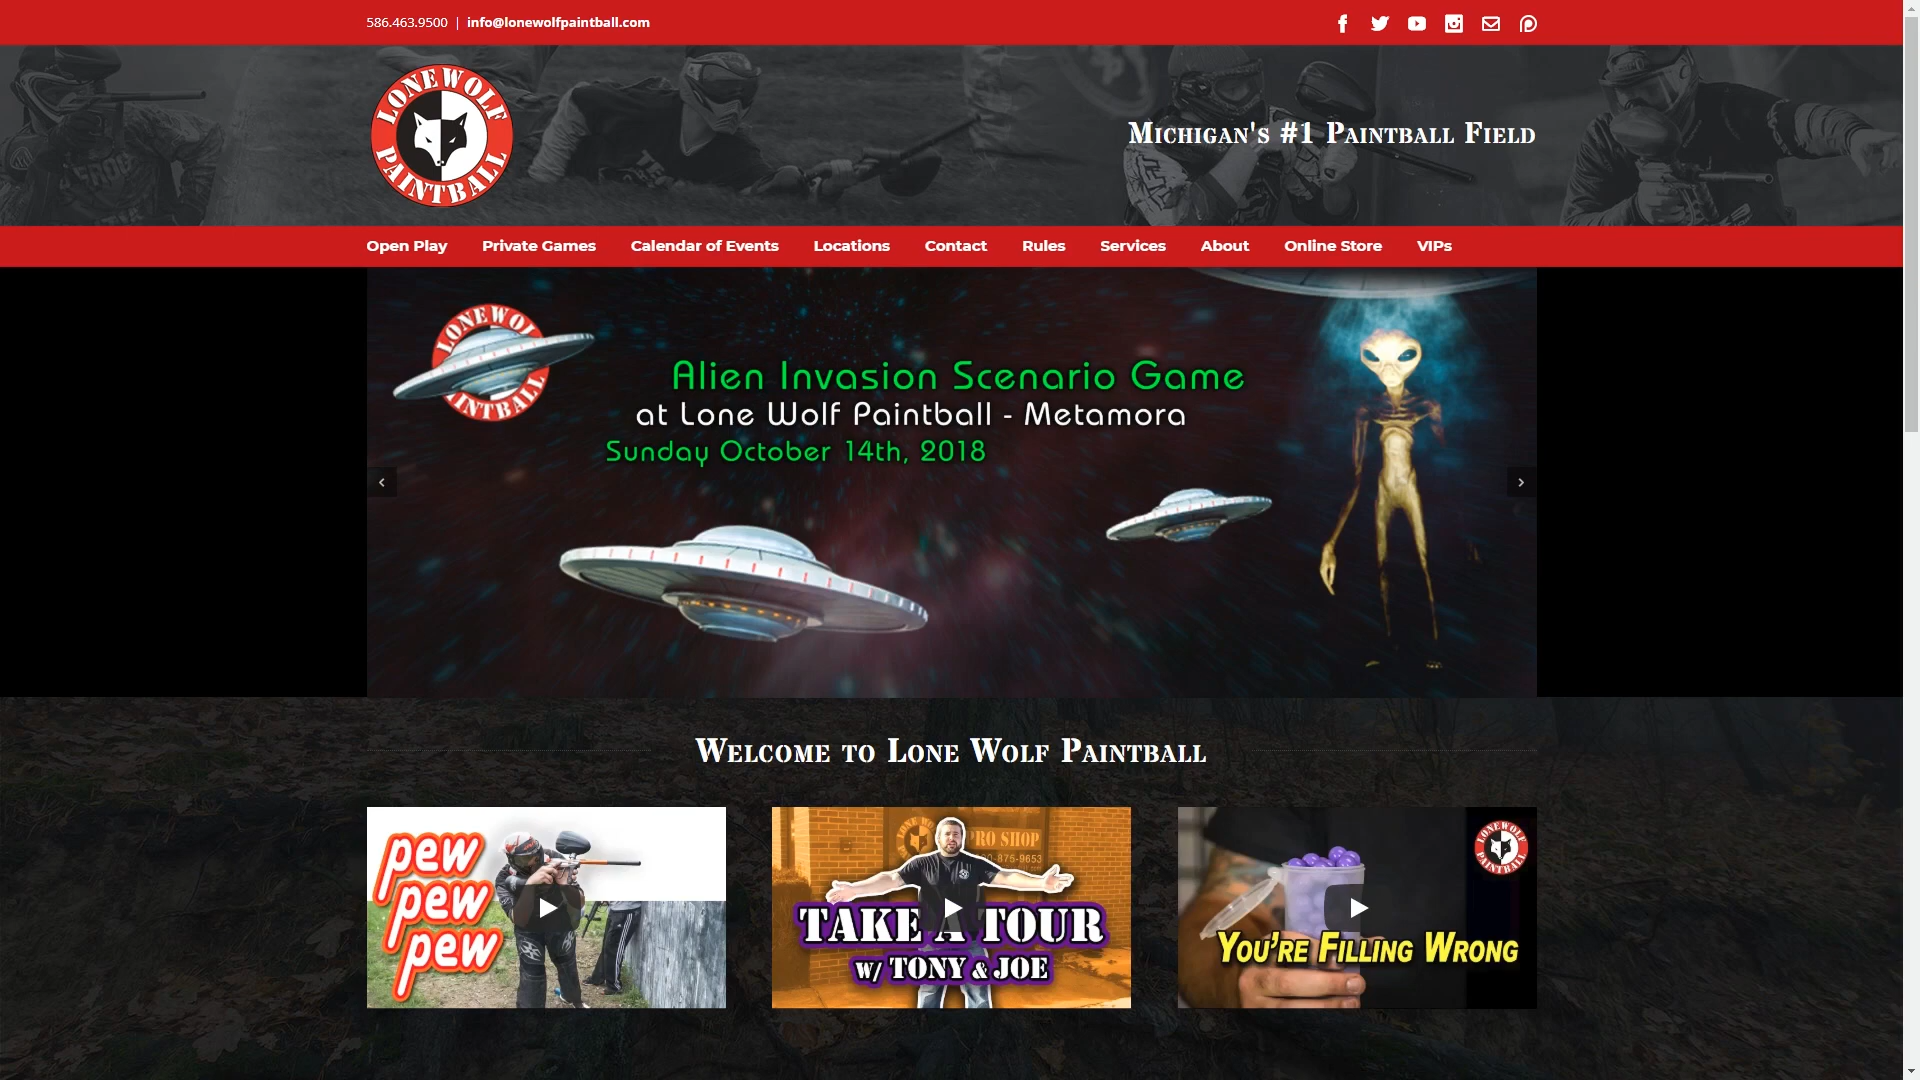 586.463.9500 | info@lonewolfpaintball.com
LONE WOLF PAINTBALL
Michigan's #1 Paintball Field
Open Play Private Games Calendar of Events Locations Contact Rules Services About Online Store VIPs
LONE WOL
INTBALL
Alien Invasion Scenario Game
at Lone Wolf Paintball - Metamora
Sunday October 14th, 2018
Welcome to Lone Wolf Paintball
pew
pew
pew
PRO SHOP
TAKE A TOUR
W/ TONY & JOE
LONE WOLF PAINTBALL
You're Filling Wrong